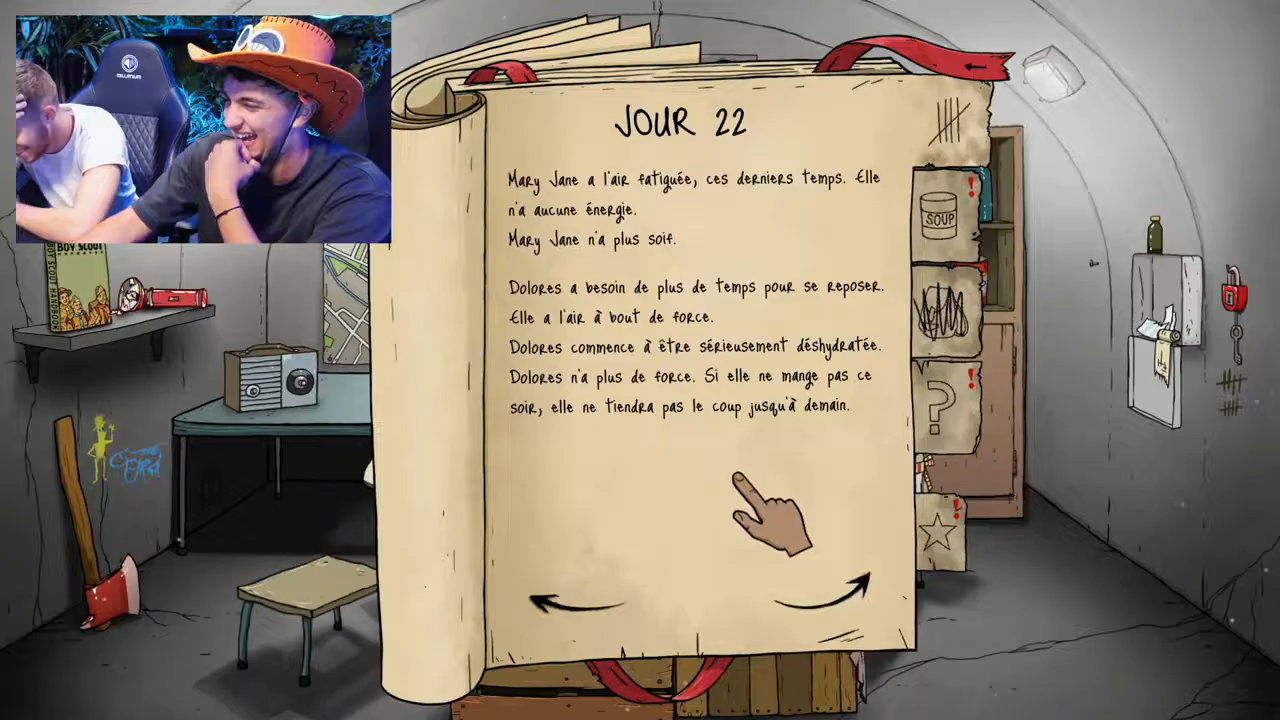 MILLENIUM
JOUR 22
Mary Jane a l'air fatiguée, ces derniers temps. Elle
n'a aucune énergie.
Mary Jane n'a plus soif.
Dolores a besoin de plus de temps pour se reposer.
Elle a l'air à bout de force.
Dolores commence à être sérieusement déshydratée.
Dolores n'a plus de force. Si elle ne mange pas ce
soir, elle ne tiendra pas le coup jusqu'à demain.
!
SOUP
!
?
!
BOY SCOUT
HANDBOOK